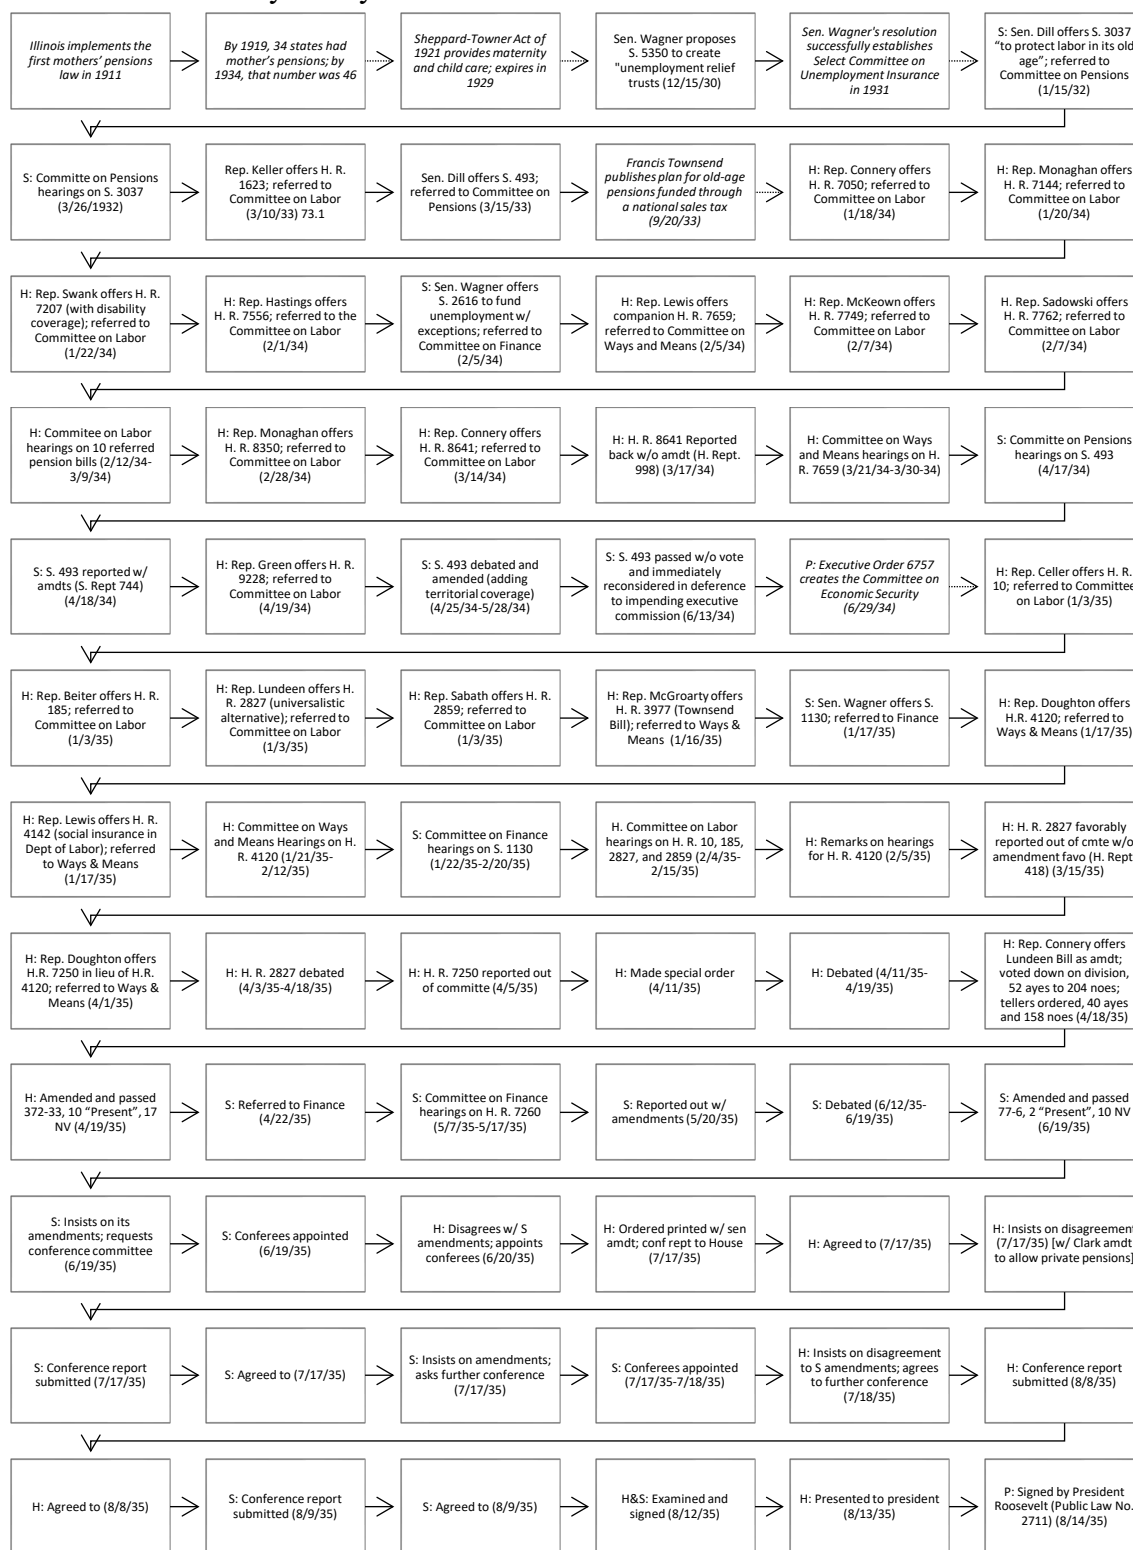 Illinois implements the
first mothers' pensions
law in 1911
By 1919, 34 states had
mother's pensions; by
1934, that number was 46
Sheppard-Towner Act of
1921 provides maternity
and child care; expires in
1929
Sen. Wagner proposes
S. 5350 to create
"unemployment relief
trusts (12/15/30)
Sen. Wagner's resolution
successfully establishes
Select Committee on
Unemployment Insurance
in 1931
S: Sen. Dill offers S. 3037
“to protect labor in its old
age”; referred to
Committee on Pensions
(1/15/32)
S: Committe on Pensions
hearings on S. 3037
(3/26/1932)
Rep. Keller offers H. R.
1623; referred to
Committee on Labor
(3/10/33) 73.1
Sen. Dill offers S. 493;
referred to Committee on
Pensions (3/15/33)
Francis Townsend
publishes plan for old-age
pensions funded through
a national sales tax
(9/20/33)
H: Rep. Connery offers
H. R. 7050; referred to
Committee on Labor
(1/18/34)
H: Rep. Monaghan offers
H. R. 7144; referred to
Committee on Labor
(1/20/34)
H: Rep. Swank offers H. R.
7207 (with disability
coverage); referred to
Committee on Labor
(1/22/34)
H: Rep. Hastings offers
H. R. 7556; referred to the
Committee on Labor
(2/1/34)
S: Sen. Wagner offers
S. 2616 to fund
unemployment w/
exceptions; referred to
Committee on Finance
(2/5/34)
H: Rep. Lewis offers
companion H. R. 7659;
referred to Committee on
Ways and Means (2/5/34)
H: Rep. McKeown offers
H. R. 7749; referred to
Committee on Labor
(2/7/34)
H: Rep. Sadowski offers
H. R. 7762; referred to
Committee on Labor
(2/7/34)
H: Commitee on Labor
hearings on 10 referred
pension bills (2/12/34-
3/9/34)
H: Rep. Monaghan offers
H. R. 8350; referred to
Committee on Labor
(2/28/34)
H: Rep. Connery offers
H. R. 8641; referred to
Committee on Labor
(3/14/34)
H: H. R. 8641 Reported
back w/o amdt (H. Rept.
998) (3/17/34)
H: Committee on Ways
and Means hearings on H.
R. 7659 (3/21/34-3/30-34)
S: Committe on Pensions
hearings on S. 493
(4/17/34)
S: S. 493 reported w/
amdts (S. Rept 744)
(4/18/34)
H: Rep. Green offers H. R.
9228; referred to
Committee on Labor
(4/19/34)
S: S. 493 debated and
amended (adding
territorial coverage)
(4/25/34-5/28/34)
S: S. 493 passed w/o vote
and immediately
reconsidered in deference
to impending executive
commission (6/13/34)
P: Executive Order 6757
creates the Committee on
Economic Security
(6/29/34)
H: Rep. Celler offers H. R.
10; referred to Committee
on Labor (1/3/35)
H: Rep. Beiter offers H. R.
185; referred to
Committee on Labor
(1/3/35)
H: Rep. Lundeen offers H.
R. 2827 (universalistic
alternative); referred to
Committee on Labor
(1/3/35)
H: Rep. Sabath offers H. R.
2859; referred to
Committee on Labor
(1/3/35)
H: Rep. McGroarty offers
H. R. 3977 (Townsend
Bill); referred to Ways &
Means (1/16/35)
S: Sen. Wagner offers S.
1130; referred to Finance
(1/17/35)
H: Rep. Doughton offers
H.R. 4120; referred to
Ways & Means (1/17/35)
H: Rep. Lewis offers H. R.
4142 (social insurance in
Dept of Labor); referred
to Ways & Means
(1/17/35)
H: Committee on Ways
and Means Hearings on H.
R. 4120 (1/21/35-
2/12/35)
S: Committee on Finance
hearings on S. 1130
(1/22/35-2/20/35)
H. Committee on Labor
hearings on H. R. 10, 185,
2827, and 2859 (2/4/35-
2/15/35)
H: Remarks on hearings
for H. R. 4120 (2/5/35)
H: H. R. 2827 favorably
reported out of cmte w/o
amendment favo (H. Rept
418) (3/15/35)
H: Rep. Doughton offers
H.R. 7250 in lieu of H.R.
4120; referred to Ways &
Means (4/1/35)
H: H. R. 2827 debated
(4/3/35-4/18/35)
H: H. R. 7250 reported out
of committe (4/5/35)
H: Made special order
(4/11/35)
H: Debated (4/11/35-
4/19/35)
H: Rep. Connery offers
Lundeen Bill as amdt;
voted down on division,
52 ayes to 204 noes;
tellers ordered, 40 ayes
and 158 noes (4/18/35)
H: Amended and passed
372-33, 10 “Present”, 17
NV (4/19/35)
S: Referred to Finance
(4/22/35)
S: Committee on Finance
hearings on H. R. 7260
(5/7/35-5/17/35)
S: Reported out w/
amendments (5/20/35)
S: Debated (6/12/35-
6/19/35)
S: Amended and passed
77-6, 2 “Present”, 10 NV
(6/19/35)
S: Insists on its
amendments; requests
conference committee
(6/19/35)
S: Conferees appointed
(6/19/35)
H: Disagrees w/ S
amendments; appoints
conferees (6/20/35)
H: Ordered printed w/ sen
amdt; conf rept to House
(7/17/35)
H: Agreed to (7/17/35)
H: Insists on disagreement
(7/17/35) [w/ Clark amdt
to allow private pensions]
S: Conference report
submitted (7/17/35)
S: Agreed to (7/17/35)
S: Insists on amendments;
asks further conference
(7/17/35)
S: Conferees appointed
(7/17/35-7/18/35)
H: Insists on disagreement
to S amendments; agrees
to further conference
(7/18/35)
H: Conference report
submitted (8/8/35)
H: Agreed to (8/8/35)
S: Conference report
submitted (8/9/35)
S: Agreed to (8/9/35)
H&S: Examined and
signed (8/12/35)
H: Presented to president
(8/13/35)
P: Signed by President
Roosevelt (Public Law No.
2711) (8/14/35)